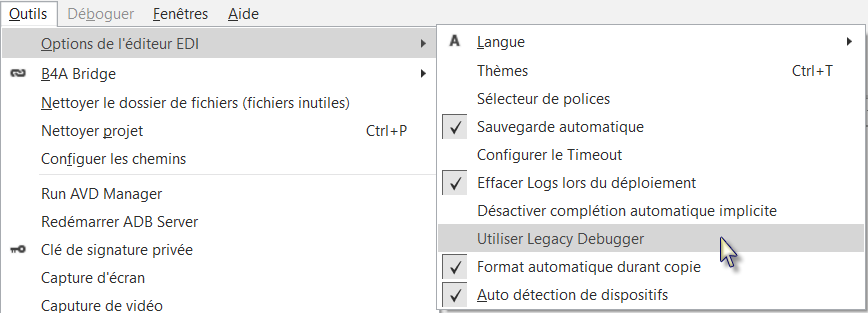 Outils Déboguer Fenêtres Aide
Options de l'éditeur EDI
B4A Bridge
Nettoyer le dossier de fichiers (fichiers inutiles)
Nettoyer projet Ctrl+P
Configuer les chemins
Run AVD Manager
Redémarrer ADB Server
Clé de signature privée
Capture d'écran
Caputure de vidéo
A Langue
Thèmes Ctrl+T
Sélecteur de polices
Sauvegarde automatique
Configurer le Timeout
Effacer Logs lors du déploiement
Désactiver complétion automatique implicite
Utiliser Legacy Debugger
Format automatique durant copie
Auto détection de dispositifs